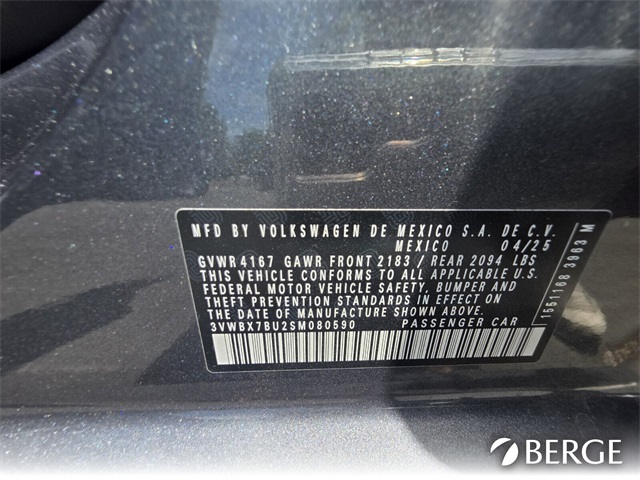 MFD BY VOLKSWAGEN DE MEXICO S.A. DE C.V.
MEXICO 04/25
GVWR 4167 GAWR FRONT 2183 / REAR 2094 LBS
THIS VEHICLE CONFORMS TO ALL APPLICABLE U.S.
FEDERAL MOTOR VEHICLE SAFETY, BUMPER AND
THEFT PREVENTION STANDARDS IN EFFECT ON
THE DATE OF MANUFACTURE SHOWN ABOVE.
3VWBX7BU2SM080590 PASSENGER CAR
1551168 3963 M
BERGE